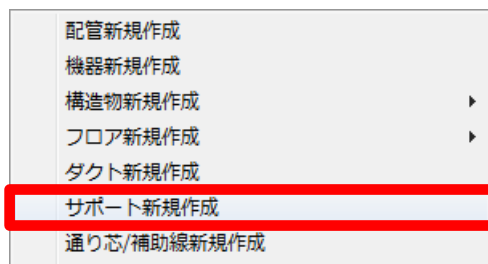 配管新規作成
機器新規作成
構造物新規作成
フロア新規作成
ダクト新規作成
サポート新規作成
通り芯/補助線新規作成